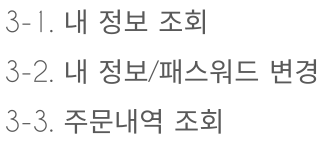 3-1. 내 정보 조회
3-2. 내 정보/패스워드 변경
3-3. 주문내역 조회